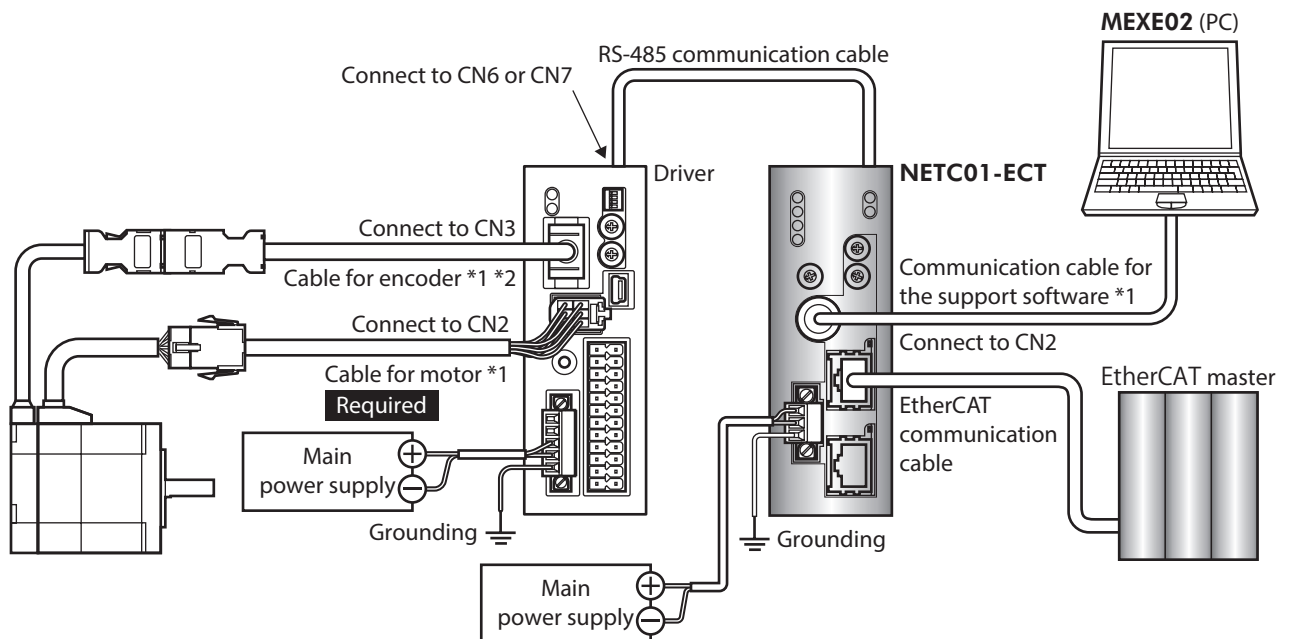 MEXE02 (PC)
RS-485 communication cable
Connect to CN6 or CN7
Driver
NETC01-ECT
Connect to CN3
Cable for encoder *1 *2
Communication cable for
the support software *1
Connect to CN2
Connect to CN2
Cable for motor *1
Required
EtherCAT master
EtherCAT
communication
cable
Main
power supply
Grounding
Grounding
Main
power supply